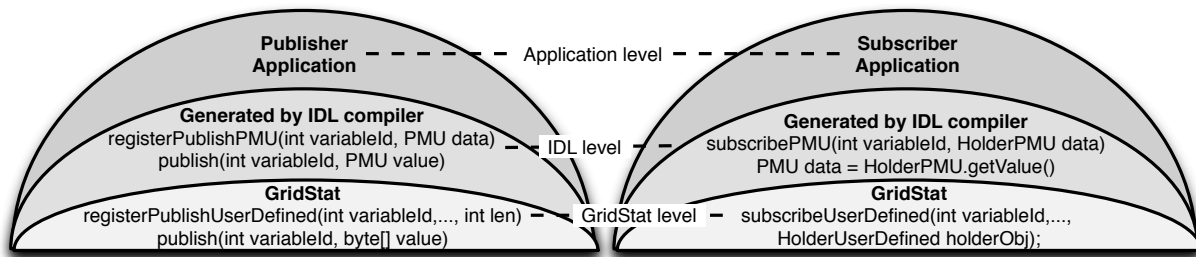 Publisher
Application
Application level
Subscriber
Application
Generated by IDL compiler
registerPublishPMU(int variableId, PMU data)
publish(int variableId, PMU value)
IDL level
Generated by IDL compiler
subscribePMU(int variableId, HolderPMU data)
PMU data = HolderPMU.getValue()
GridStat
registerPublishUserDefined(int variableId,..., int len)
publish(int variableId, byte[] value)
GridStat level
GridStat
subscribeUserDefined(int variableId,...,
HolderUserDefined holderObj);